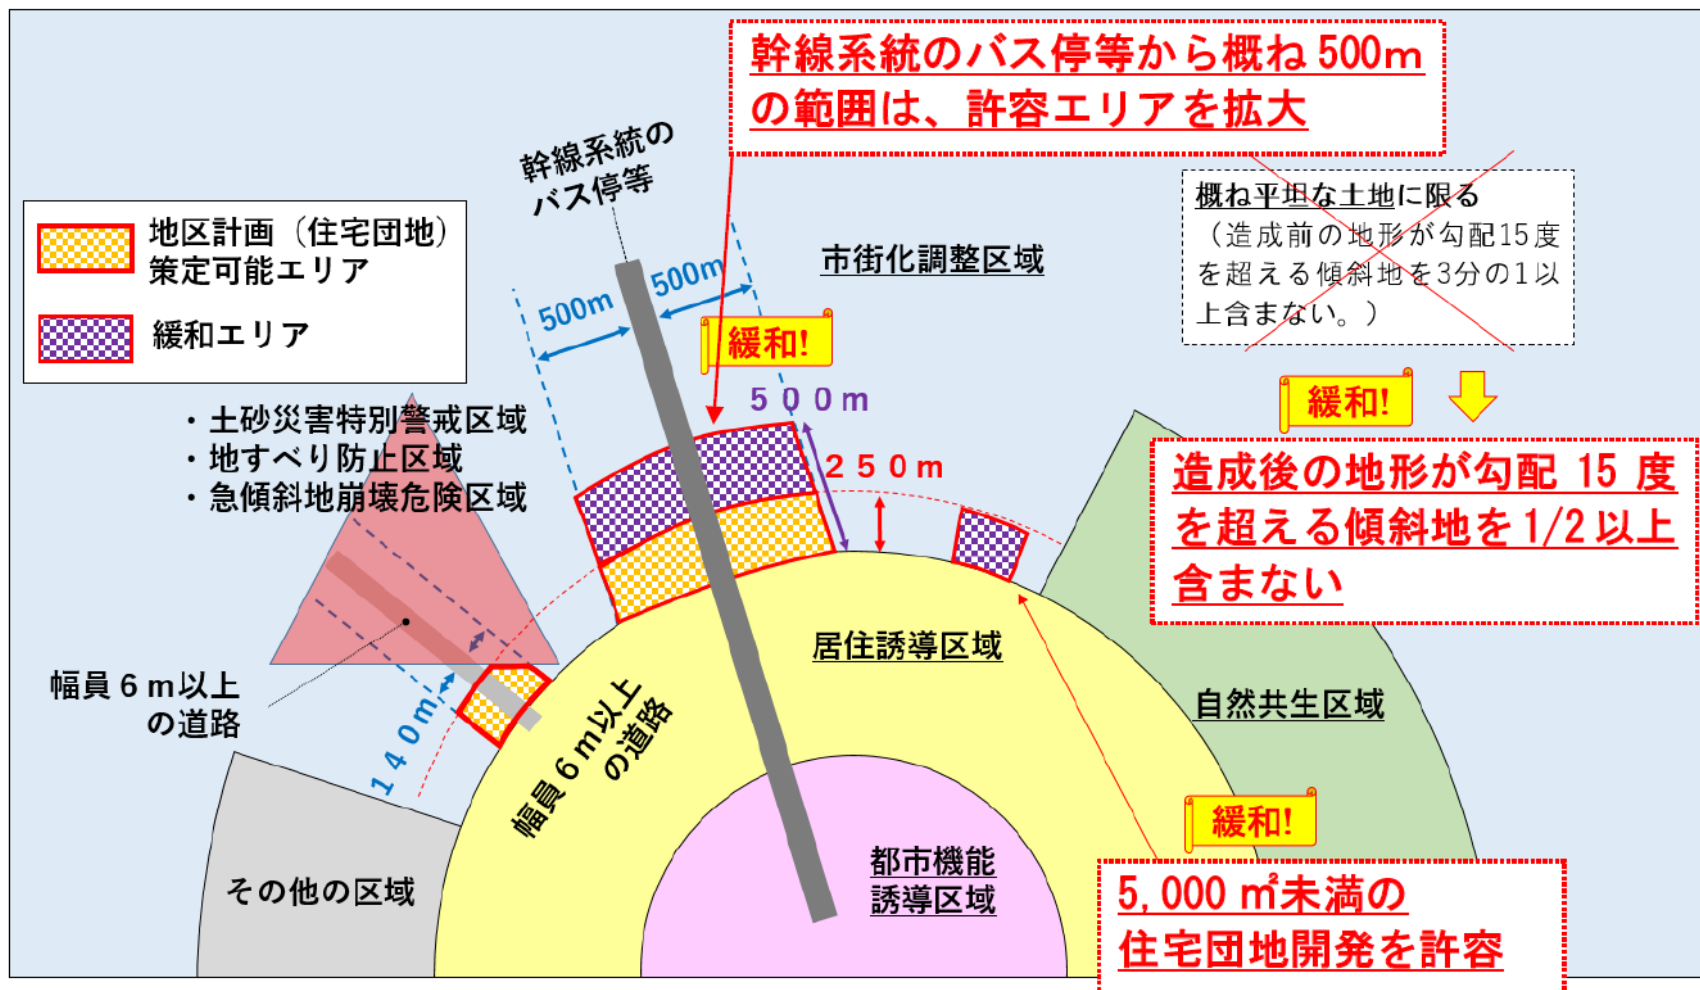 幹線系統のバス停等から概ね500m
の範囲は、許容エリアを拡大
幹線系統の
バス停等
概ね平坦な土地に限る
（造成前の地形が勾配15度
を超える傾斜地を3分の1以
上含まない。）
地区計画（住宅団地）
策定可能エリア
緩和エリア
市街化調整区域
500m
500m
緩和!
５００m
２５０m
緩和!
・土砂災害特別警戒区域
・地すべり防止区域
・急傾斜地崩壊危険区域
造成後の地形が勾配 15 度
を超える傾斜地を1/2以上
含まない
幅員６m以上
の道路
１４０m
幅員６m以上
の道路
居住誘導区域
自然共生区域
緩和!
その他の区域
都市機能
誘導区域
5,000 ㎡未満の
住宅団地開発を許容